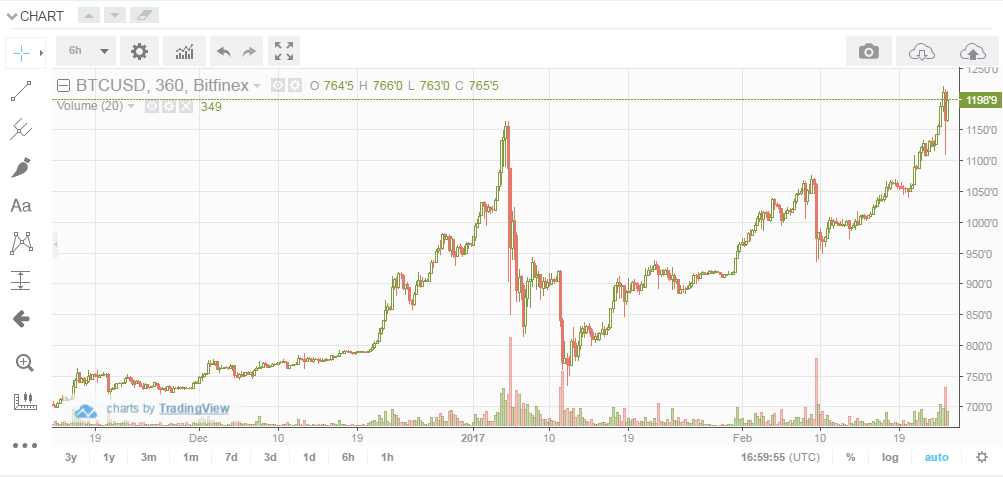 CHART
6h
BTCUSD, 360, Bitfinex O 764'5 H 766'0 L 763'0 C 765'5
Volume (20) 349
1250'0
1198'9
1150'0
1100'0
1050'0
1000'0
950'0
900'0
850'0
800'0
750'0
700'0
Aa
charts by TradingView
19 Dec 10 19 2017 10 19 Feb 10 19
3y 1y 3m 1m 7d 3d 1d 6h 1h 16:59:55 (UTC) % log auto